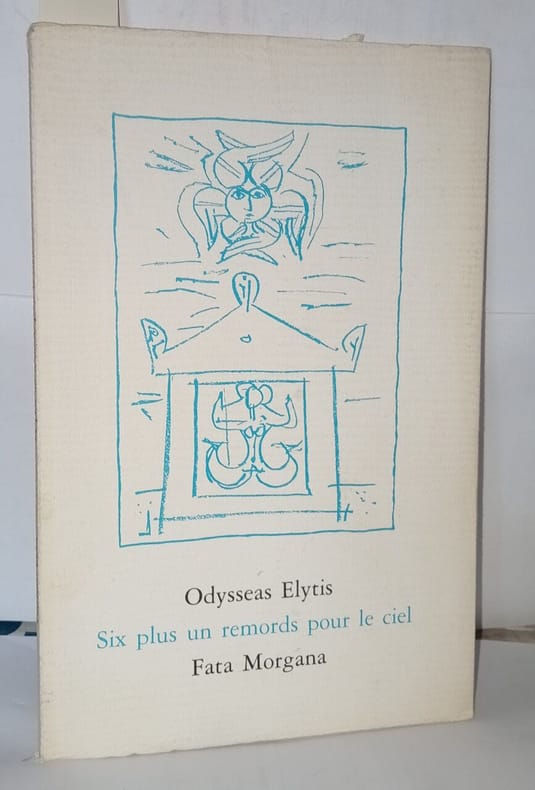 Odysseas Elytis
Six plus un remords pour le ciel
Fata Morgana